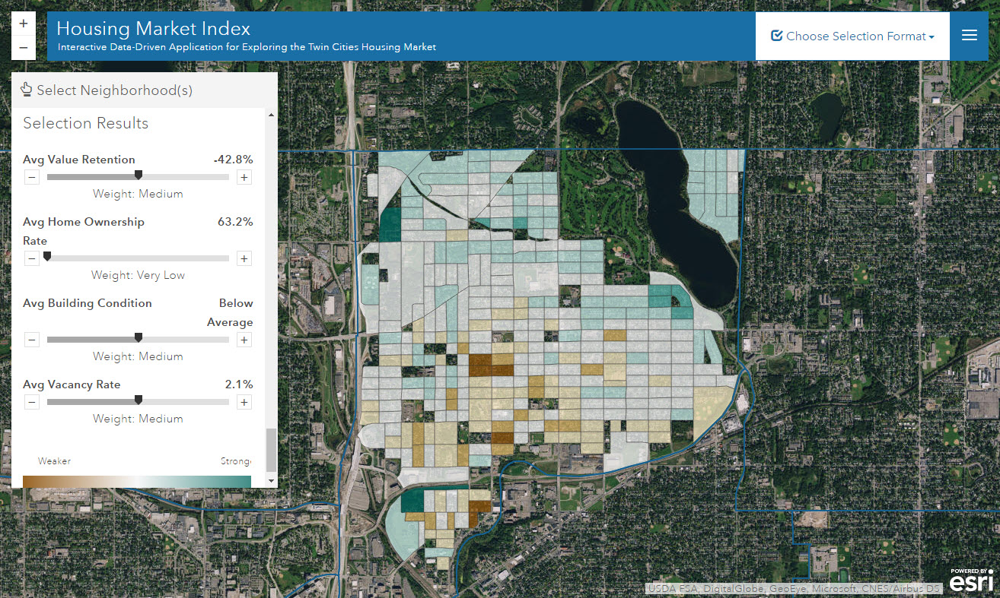 +
−
Housing Market Index
Interactive Data-Driven Application for Exploring the Twin Cities Housing Market
Choose Selection Format
Select Neighborhood(s)
Selection Results
Avg Value Retention -42.8%
− +
Weight: Medium
Avg Home Ownership 63.2%
Rate
− +
Weight: Very Low
Avg Building Condition Below
Average
− +
Weight: Medium
Avg Vacancy Rate 2.1%
− +
Weight: Medium
Weaker Strong
USDA FSA, DigitalGlobe, GeoEye, Microsoft, CNES/Airbus DS
POWERED BY
esri